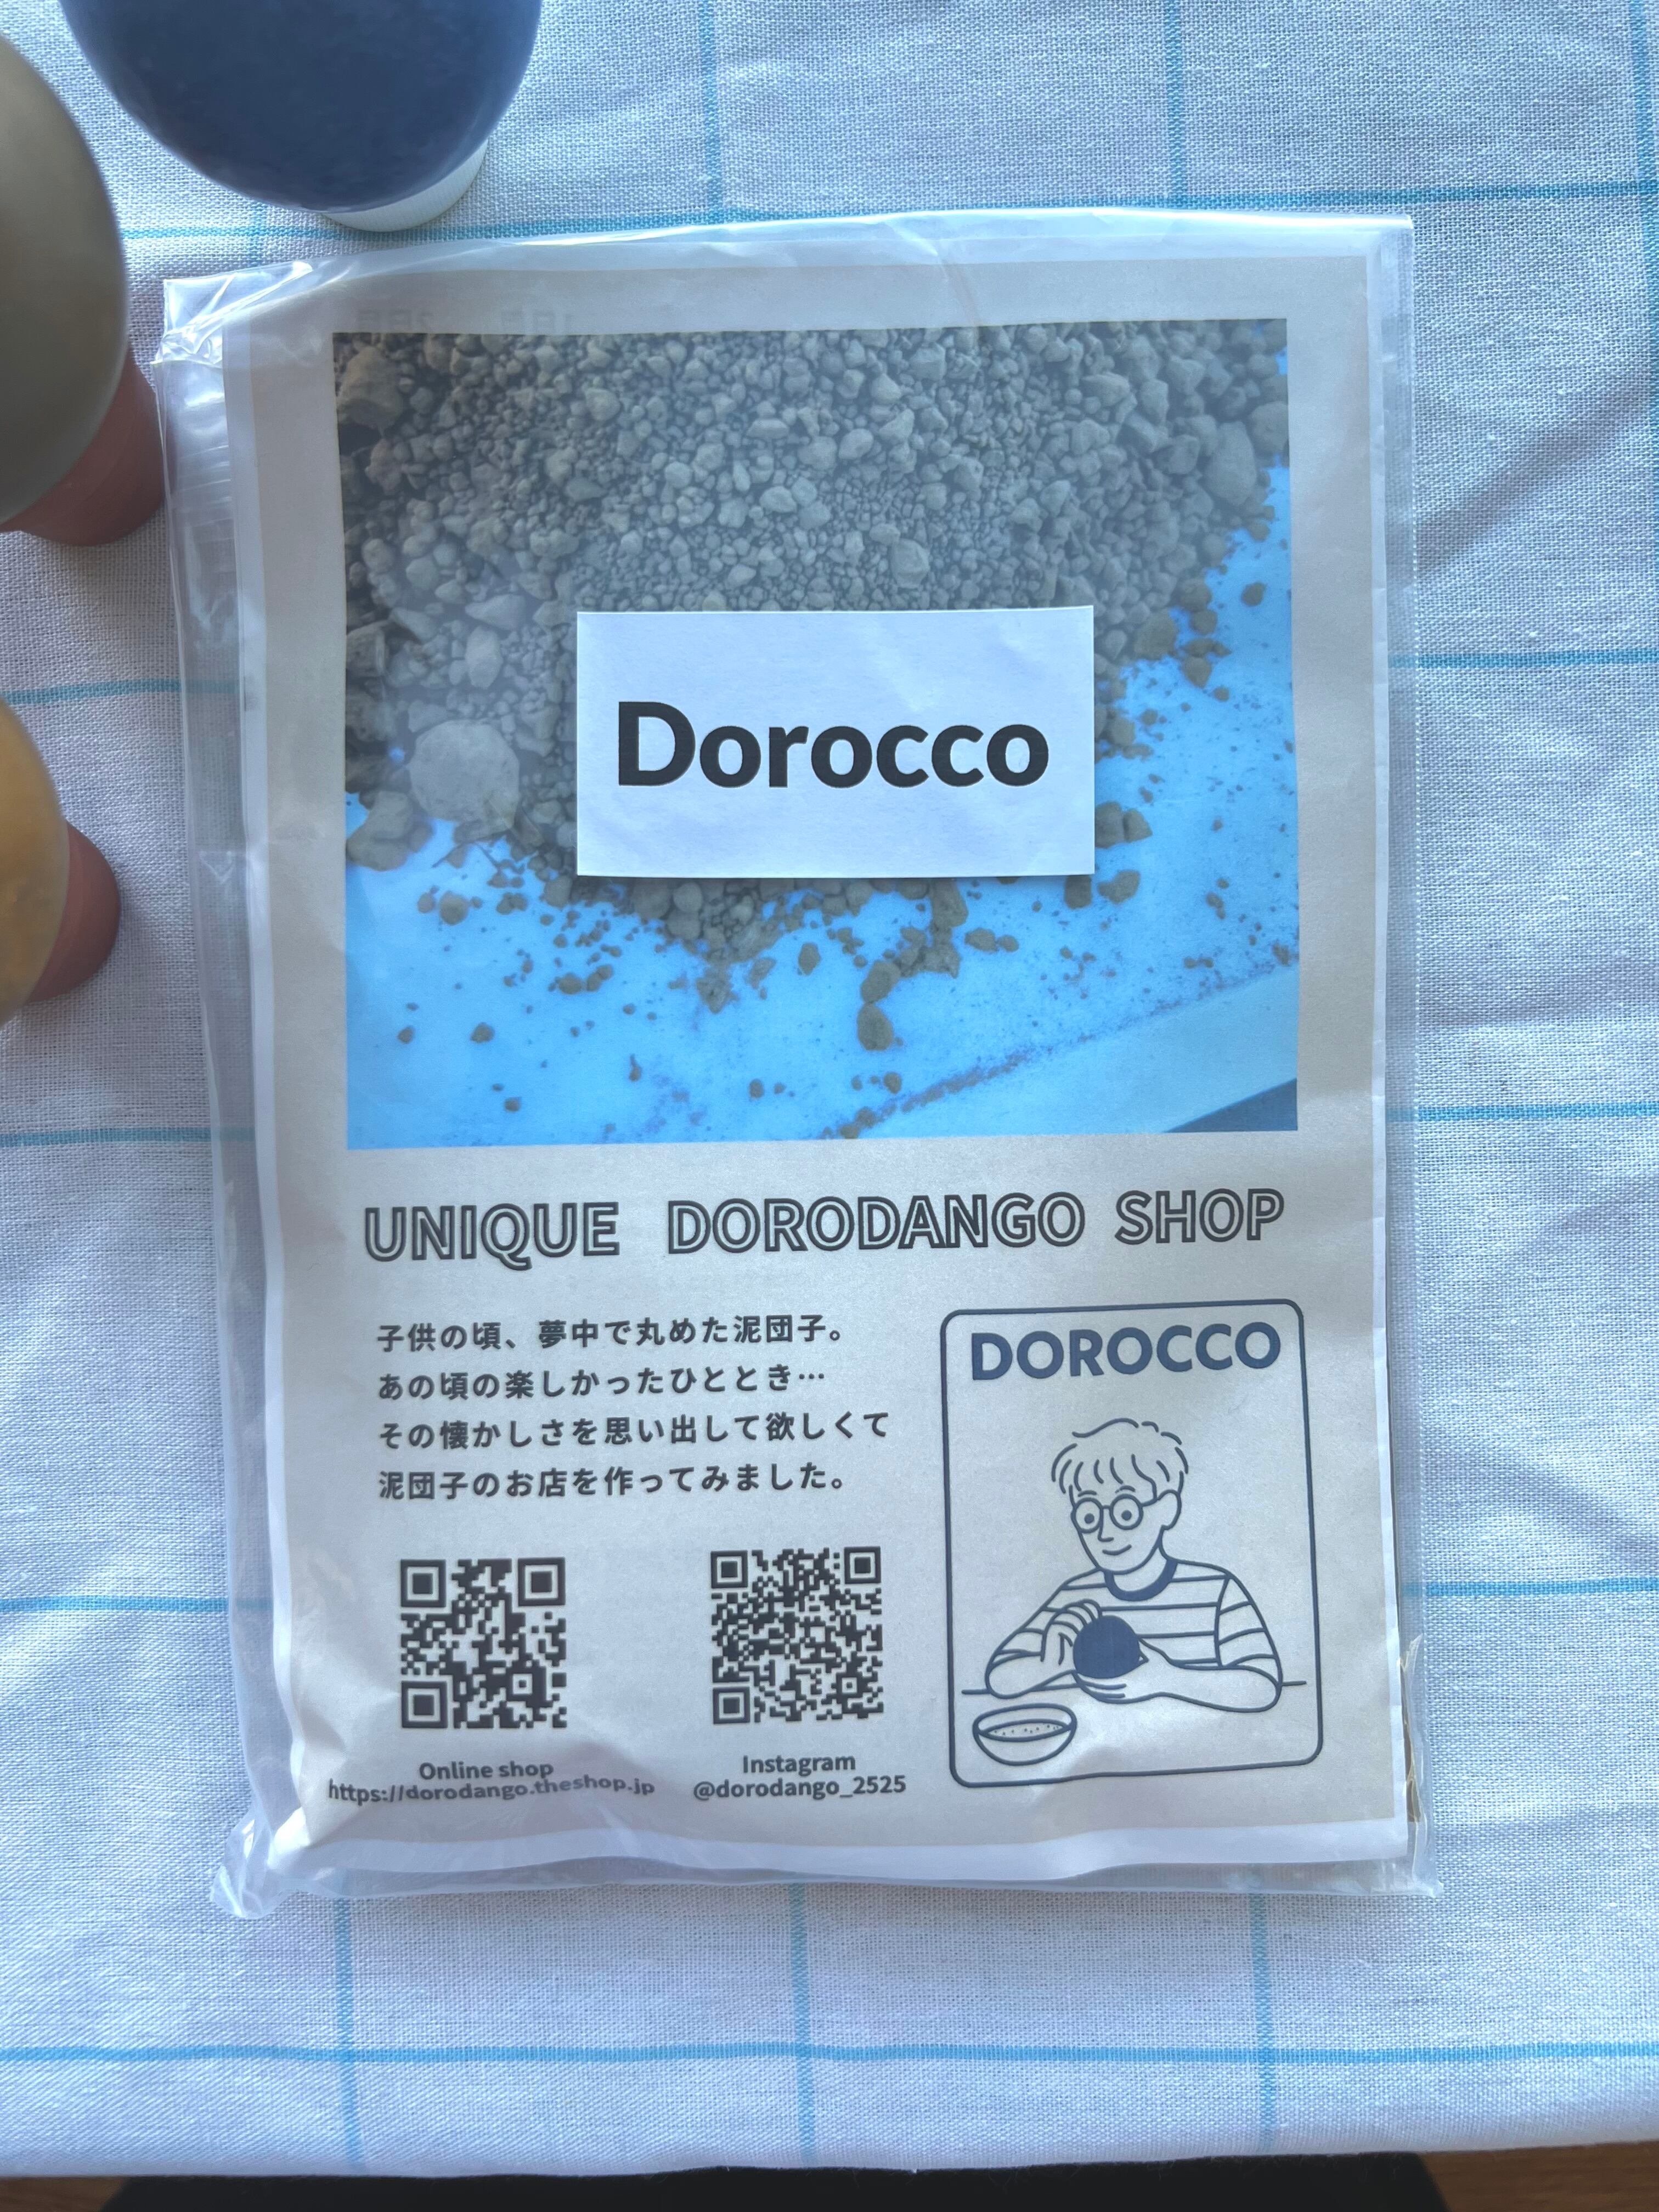 Dorocco
UNIQUE DORODANGO SHOP
子供の頃、夢中で丸めた泥団子。
あの頃の楽しかったひととき…
その懐かしさを思い出して欲しくて
泥団子のお店を作ってみました。
DOROCCO
Online shop
https://dorodango.theshop.jp
Instagram
@dorodango_2525